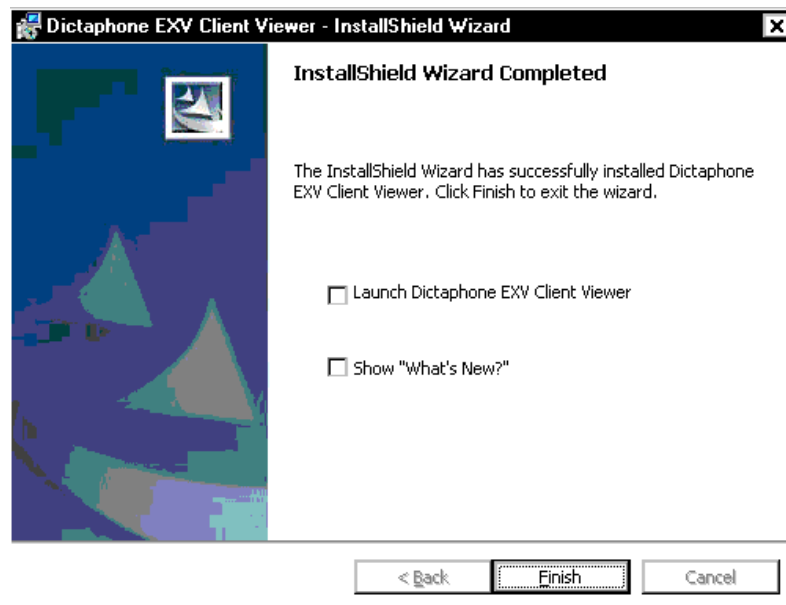 Dictaphone EXV Client Viewer - InstallShield Wizard
InstallShield Wizard Completed
The InstallShield Wizard has successfully installed Dictaphone
EXV Client Viewer. Click Finish to exit the wizard.
Launch Dictaphone EXV Client Viewer
Show "What's New?"
< Back
Finish
Cancel